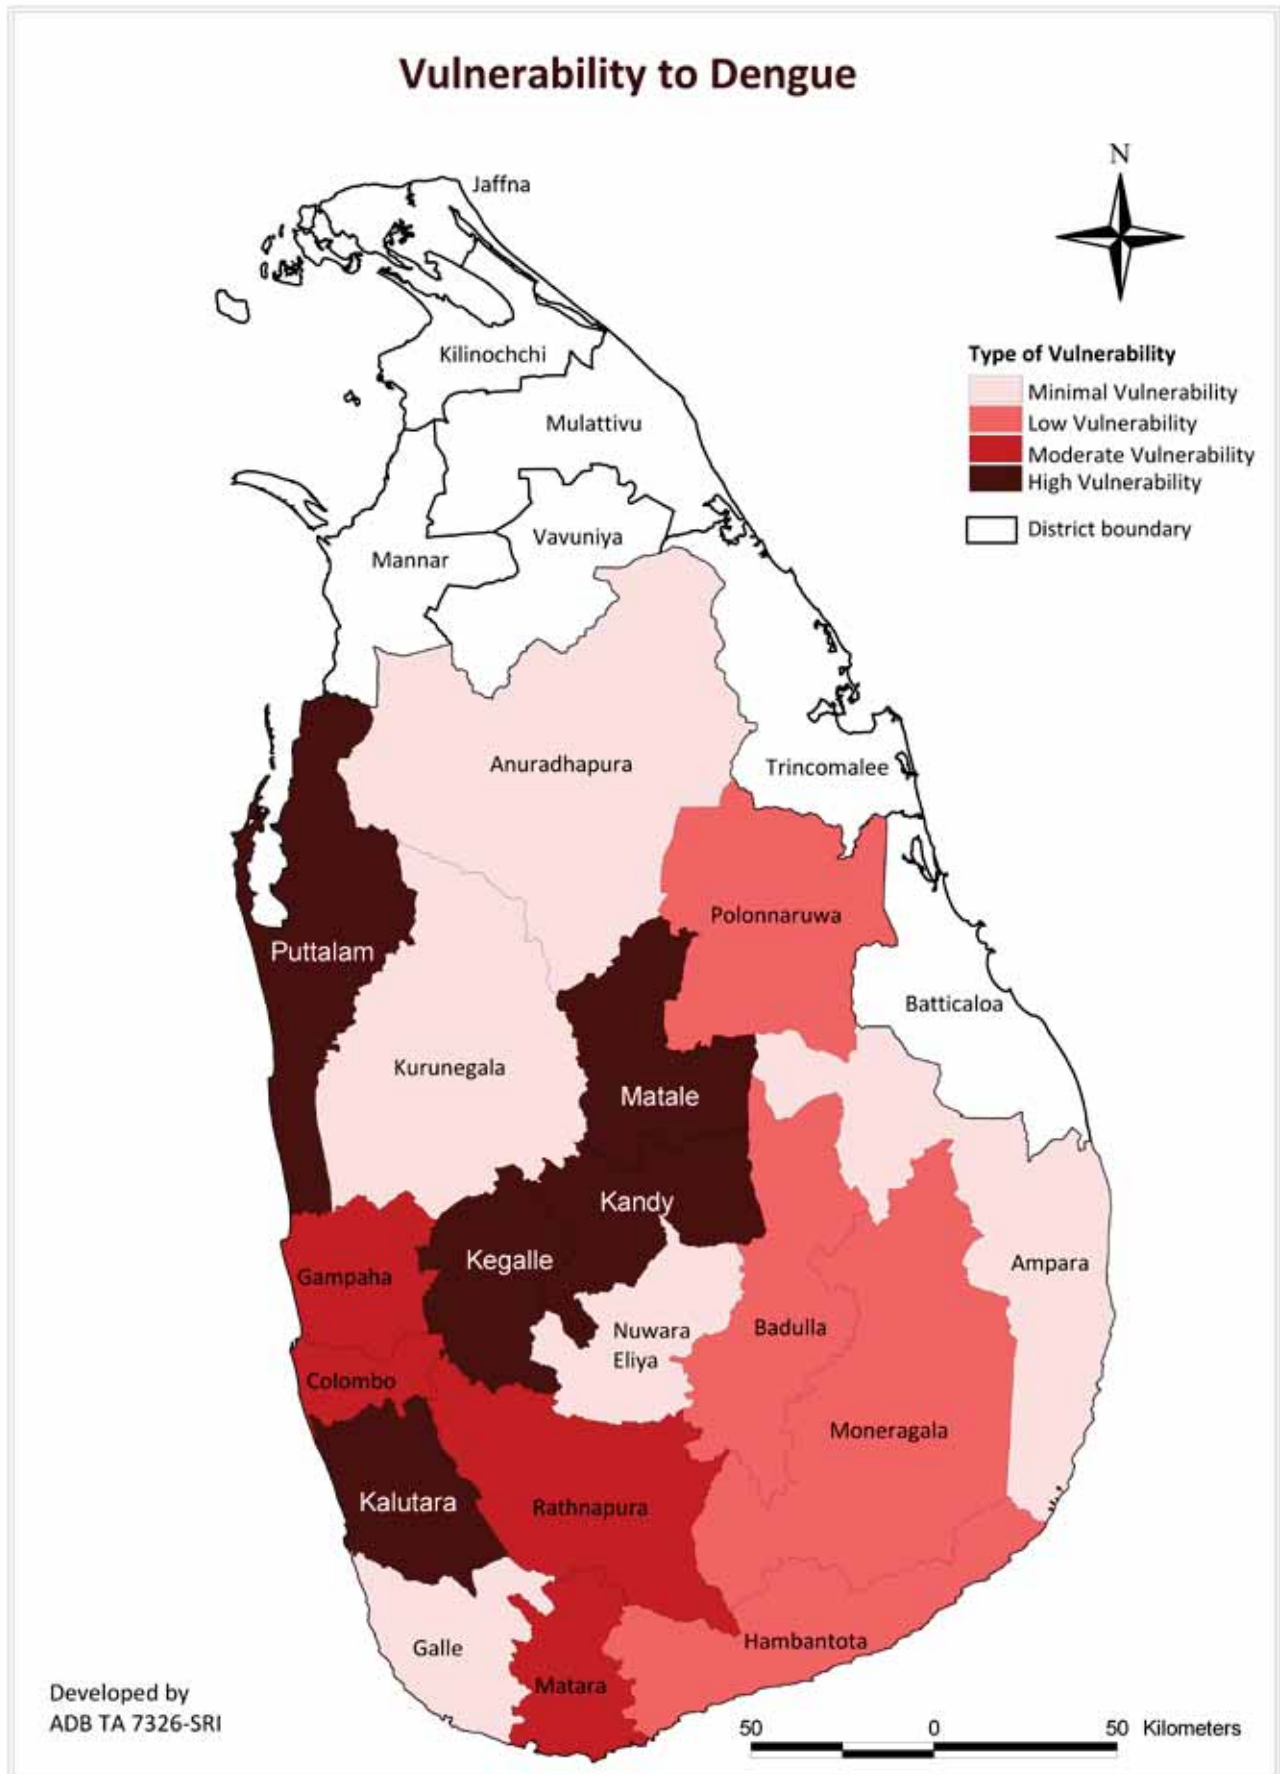 Vulnerability to Dengue
N
Jaffna
Kilinochchi
Type of Vulnerability
Minimal Vulnerability
Low Vulnerability
Moderate Vulnerability
High Vulnerability
District boundary
Mulattivu
Vavuniya
Mannar
Anuradhapura
Trincomalee
Polonnaruwa
Puttalam
Batticaloa
Kurunegala
Matale
Kandy
Kegalle
Ampara
Gampaha
Nuwara
Eliya
Badulla
Colombo
Moneragala
Kalutara
Rathnapura
Hambantota
Galle
Matara
Developed by
ADB TA 7326-SRI
50 0 50 Kilometers